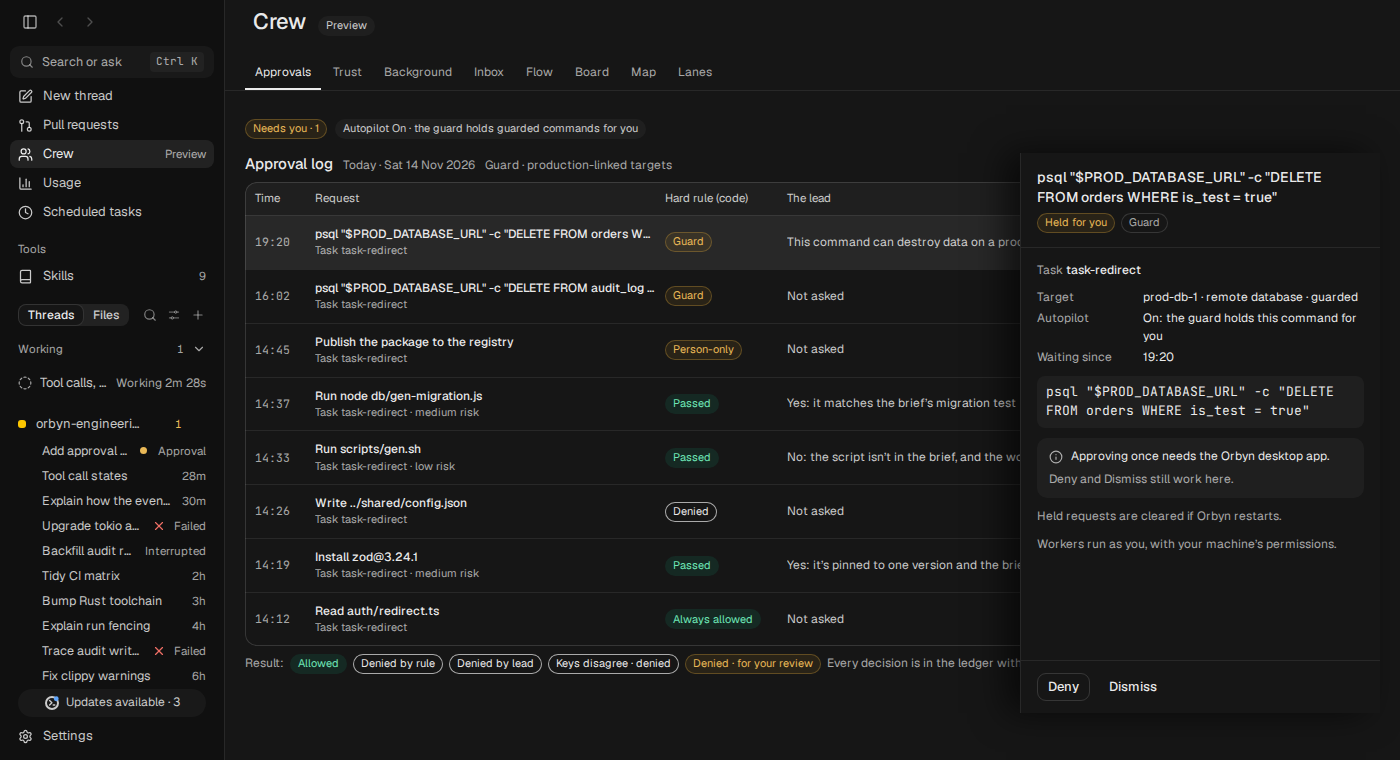 Search or ask Ctrl K
New thread
Pull requests
Crew Preview
Usage
Scheduled tasks
Tools
Skills 9
Threads Files
Working 1
Tool calls, ... Working 2m 28s
orbyn-engineeri... 1
Add approval ... Approval
Tool call states 28m
Explain how the even... 30m
Upgrade tokio a... Failed
Backfill audit r... Interrupted
Tidy CI matrix 2h
Bump Rust toolchain 3h
Explain run fencing 4h
Trace audit writ... Failed
Fix clippy warnings 6h
Updates available · 3
Settings
Crew Preview
Approvals Trust Background Inbox Flow Board Map Lanes
Needs you · 1 Autopilot On · the guard holds guarded commands for you
Approval log Today · Sat 14 Nov 2026 Guard · production-linked targets
Time Request Hard rule (code) The lead
19:20 psql "$PROD_DATABASE_URL" -c "DELETE FROM orders W... Guard This command can destroy data on a prod
Task task-redirect
16:02 psql "$PROD_DATABASE_URL" -c "DELETE FROM audit_log ... Guard Not asked
Task task-redirect
14:45 Publish the package to the registry Person-only Not asked
Task task-redirect
14:37 Run node db/gen-migration.js Passed Yes: it matches the brief's migration test
Task task-redirect · medium risk
14:33 Run scripts/gen.sh Passed No: the script isn't in the brief, and the wo
Task task-redirect · low risk
14:26 Write ../shared/config.json Denied Not asked
Task task-redirect
14:19 Install zod@3.24.1 Passed Yes: it's pinned to one version and the brie
Task task-redirect · medium risk
14:12 Read auth/redirect.ts Always allowed Not asked
Task task-redirect
Result: Allowed Denied by rule Denied by lead Keys disagree · denied Denied · for your review Every decision is in the ledger with
psql "$PROD_DATABASE_URL" -c "DELETE
FROM orders WHERE is_test = true"
Held for you Guard
Task task-redirect
Target prod-db-1 · remote database · guarded
Autopilot On: the guard holds this command for
you
Waiting since 19:20
psql "$PROD_DATABASE_URL" -c "DELETE
FROM orders WHERE is_test = true"
Approving once needs the Orbyn desktop app.
Deny and Dismiss still work here.
Held requests are cleared if Orbyn restarts.
Workers run as you, with your machine's permissions.
Deny Dismiss